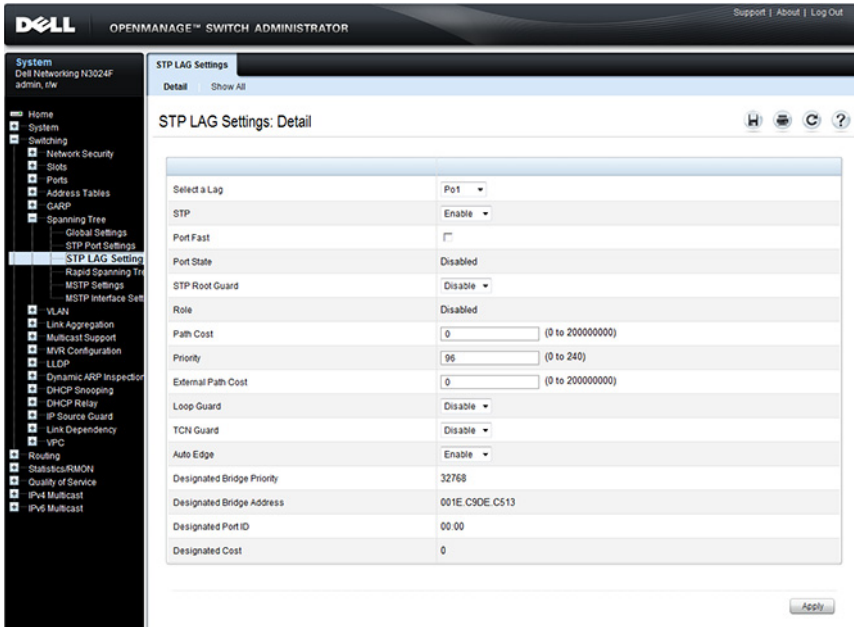 DELL OPENMANAGE™ SWITCH ADMINISTRATOR
Support | About | Log Out
System
Dell Networking N3024F
admin, r/w
Home
System
Switching
Network Security
Slots
Ports
Address Tables
GARP
Spanning Tree
Global Settings
STP Port Settings
STP LAG Setting
Rapid Spanning Tre
MSTP Settings
MSTP Interface Sett
VLAN
Link Aggregation
Multicast Support
MVR Configuration
LLDP
Dynamic ARP Inspection
DHCP Snooping
DHCP Relay
IP Source Guard
Link Dependency
VPC
Routing
Statistics/RMON
Quality of Service
IPv4 Multicast
IPv6 Multicast
STP LAG Settings
Detail Show All
STP LAG Settings: Detail
?
Select a Lag Po1
STP Enable
Port Fast
Port State Disabled
STP Root Guard Disable
Role Disabled
Path Cost 0 (0 to 200000000)
Priority 96 (0 to 240)
External Path Cost 0 (0 to 200000000)
Loop Guard Disable
TCN Guard Disable
Auto Edge Enable
Designated Bridge Priority 32768
Designated Bridge Address 001E.C9DE.C513
Designated Port ID 00:00
Designated Cost 0
Apply